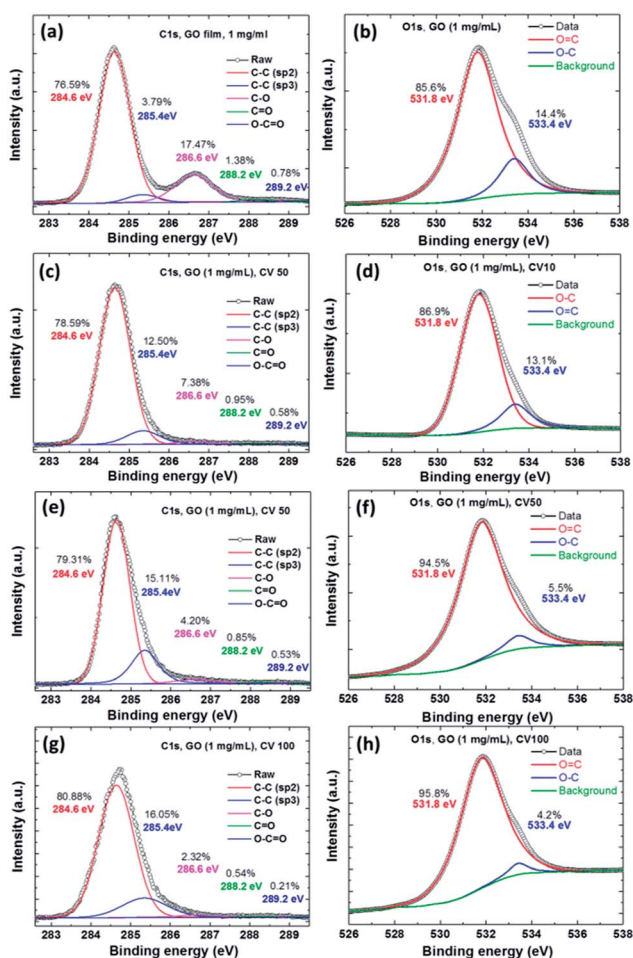 (a)
C1s, GO film, 1 mg/ml
Raw
C-C (sp2)
C-C (sp3)
C-O
C=O
O-C=O
76.59%
284.6 eV
3.79%
285.4eV
17.47%
286.6 eV
1.38%
288.2 eV
0.78%
289.2 eV
Intensity (a.u.)
283 284 285 286 287 288 289
Binding energy (eV)
(b)
O1s, GO (1 mg/mL)
Data
O=C
O-C
Background
85.6%
531.8 eV
14.4%
533.4 eV
Intensity (a.u.)
526 528 530 532 534 536 538
Binding energy (eV)
(c)
C1s, GO (1 mg/mL), CV 50
Raw
C-C (sp2)
C-C (sp3)
C-O
C=O
O-C=O
78.59%
284.6 eV
12.50%
285.4eV
7.38%
286.6 eV
0.95%
288.2 eV
0.58%
289.2 eV
Intensity (a.u.)
283 284 285 286 287 288 289
Binding energy (eV)
(d)
O1s, GO (1 mg/mL), CV10
Data
O-C
O=C
Background
86.9%
531.8 eV
13.1%
533.4 eV
Intensity (a.u.)
526 528 530 532 534 536 538
Binding energy (eV)
(e)
C1s, GO (1 mg/mL), CV 50
Raw
C-C (sp2)
C-C (sp3)
C-O
C=O
O-C=O
79.31%
284.6 eV
15.11%
285.4eV
4.20%
286.6 eV
0.85%
288.2 eV
0.53%
289.2 eV
Intensity (a.u.)
283 284 285 286 287 288 289
Binding energy (eV)
(f)
O1s, GO (1 mg/mL), CV50
Data
O=C
O-C
Background
94.5%
531.8 eV
5.5%
533.4 eV
Intensity (a.u.)
526 528 530 532 534 536 538
Binding energy (eV)
(g)
C1s, GO (1 mg/mL), CV 100
Raw
C-C (sp2)
C-C (sp3)
C-O
C=O
O-C=O
80.88%
284.6 eV
16.05%
285.4eV
2.32%
286.6 eV
0.54%
288.2 eV
0.21%
289.2 eV
Intensity (a.u.)
283 284 285 286 287 288 289
Binding energy (eV)
(h)
O1s, GO (1 mg/mL), CV100
Data
O=C
O-C
Background
95.8%
531.8 eV
4.2%
533.4 eV
Intensity (a.u.)
526 528 530 532 534 536 538
Binding energy (eV)